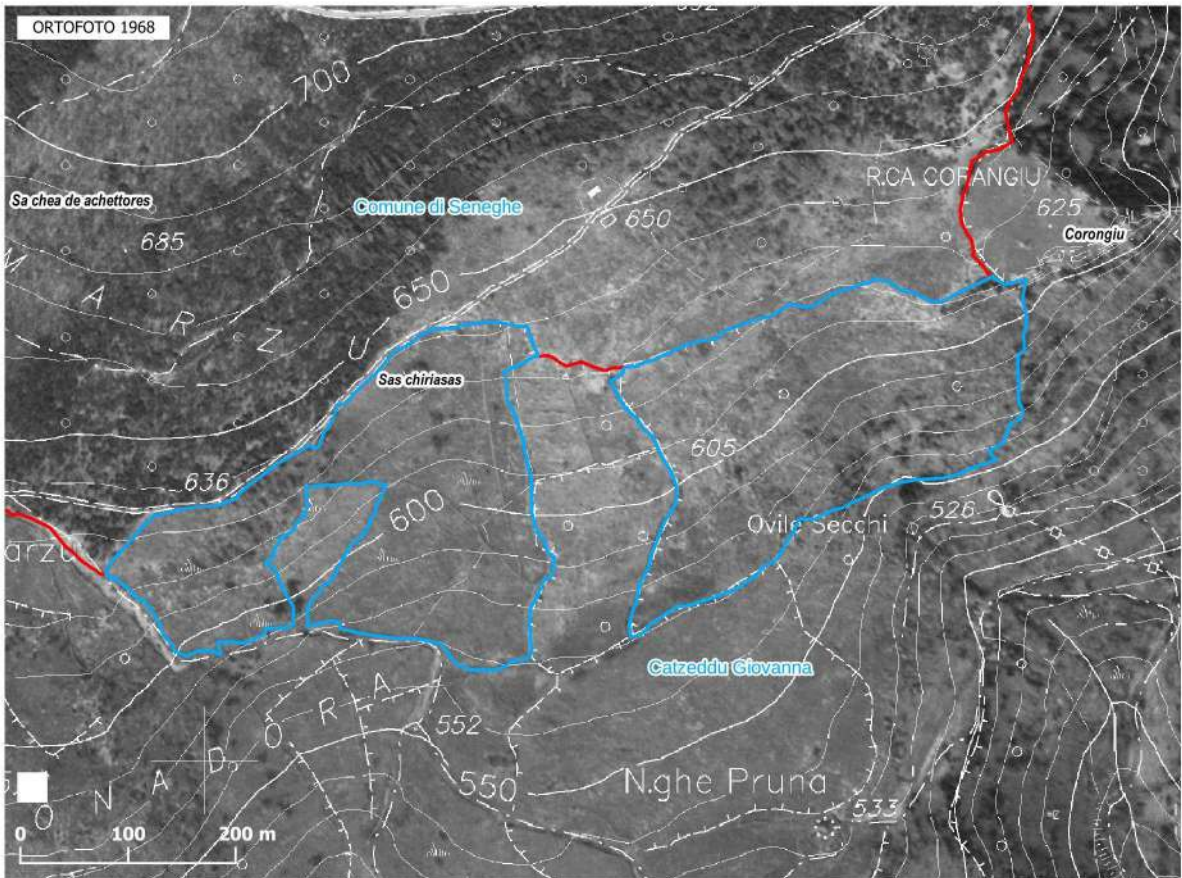 ORTOFOTO 1968
700
R.CA CORANGIU
Sa chea de achettores
Comune di Seneghe
650
625
Corongiu
685
650
M A R Z U
Sas chiriasas
636
605
600
526
Ovile Secchi
arzu
Catzeddu Giovanna
552
O N A D O R A
550
N.ghe Pruna
533
0 100 200 m